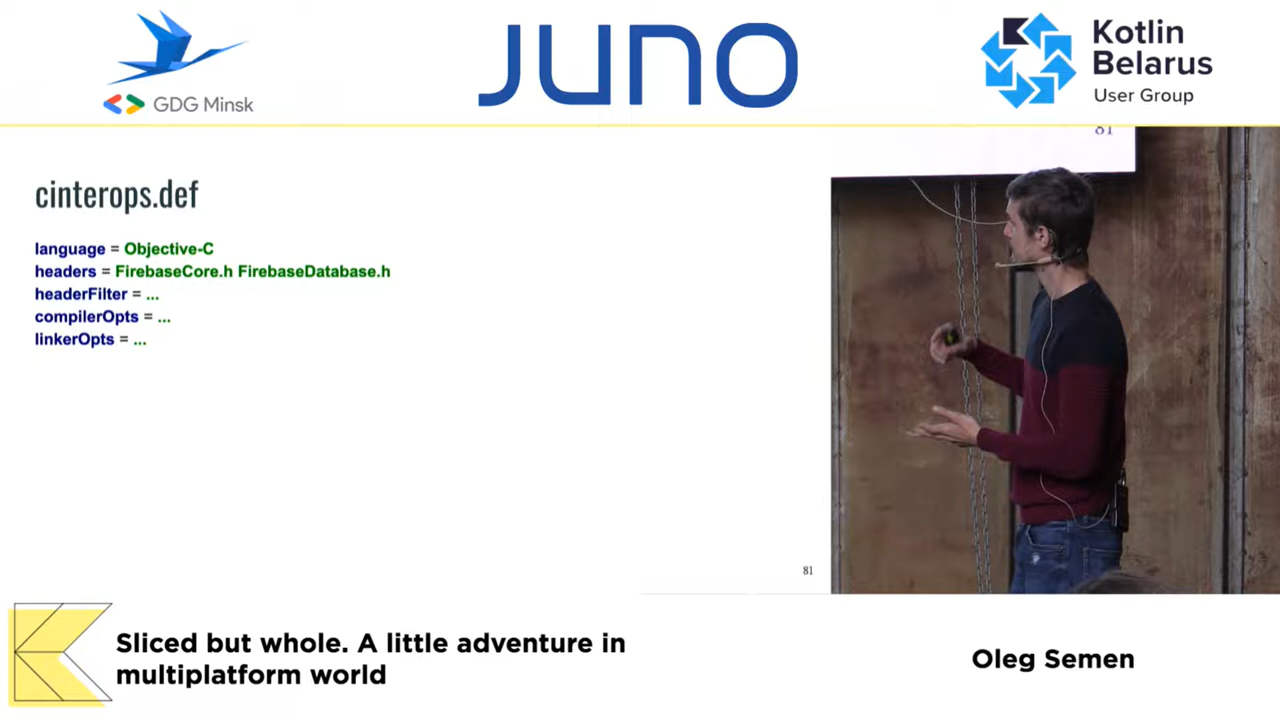 GDG Minsk
JUNO
Kotlin
Belarus
User Group
81
cinterops.def
language = Objective-C
headers = FirebaseCore.h FirebaseDatabase.h
headerFilter = ...
compilerOpts = ...
linkerOpts = ...
81
Sliced but whole. A little adventure in
multiplatform world
Oleg Semen